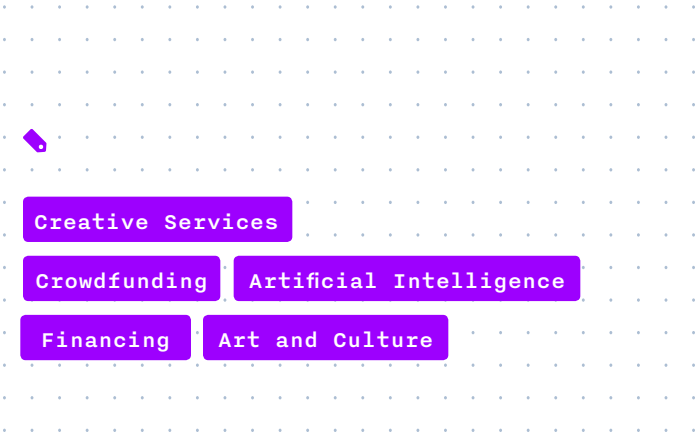 Creative Services
Crowdfunding Artificial Intelligence
Financing Art and Culture